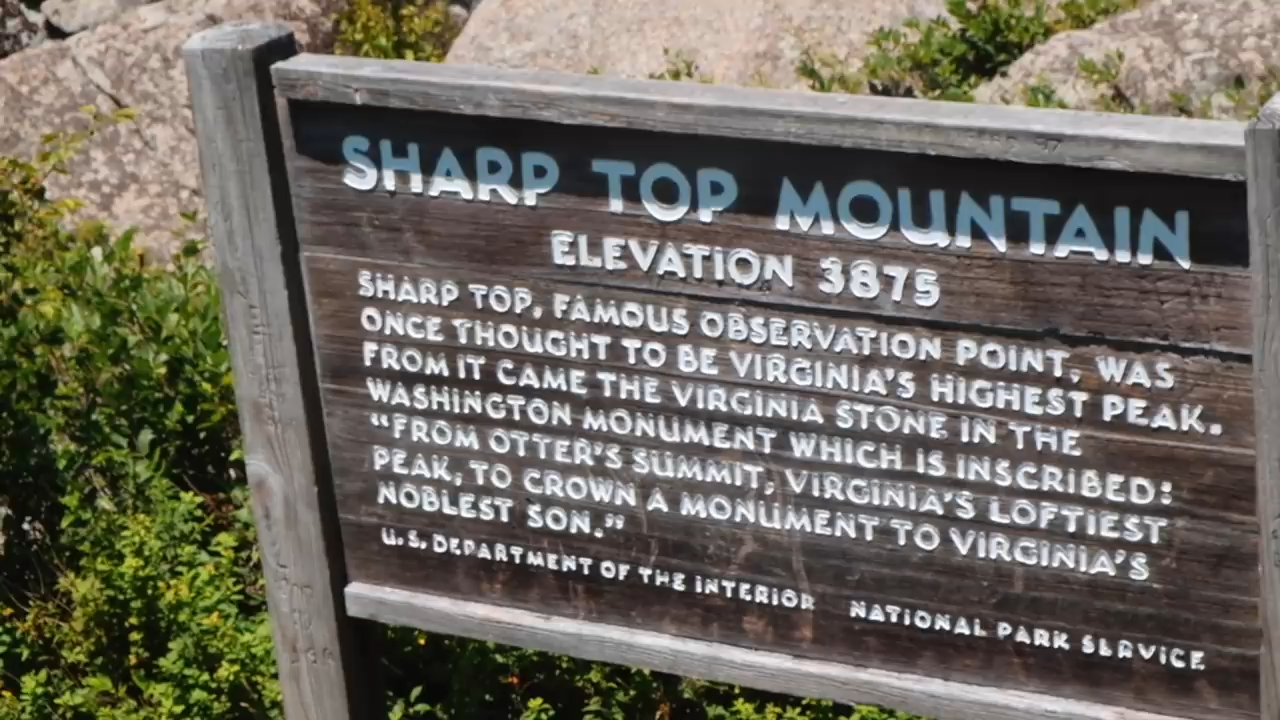 SHARP TOP MOUNTAIN
ELEVATION 3875
SHARP TOP, FAMOUS OBSERVATION POINT, WAS
ONCE THOUGHT TO BE VIRGINIA'S HIGHEST PEAK.
FROM IT CAME THE VIRGINIA STONE IN THE
WASHINGTON MONUMENT WHICH IS INSCRIBED:
“FROM OTTER'S SUMMIT, VIRGINIA'S LOFTIEST
PEAK, TO CROWN A MONUMENT TO VIRGINIA'S
NOBLEST SON.”
U.S. DEPARTMENT OF THE INTERIOR NATIONAL PARK SERVICE